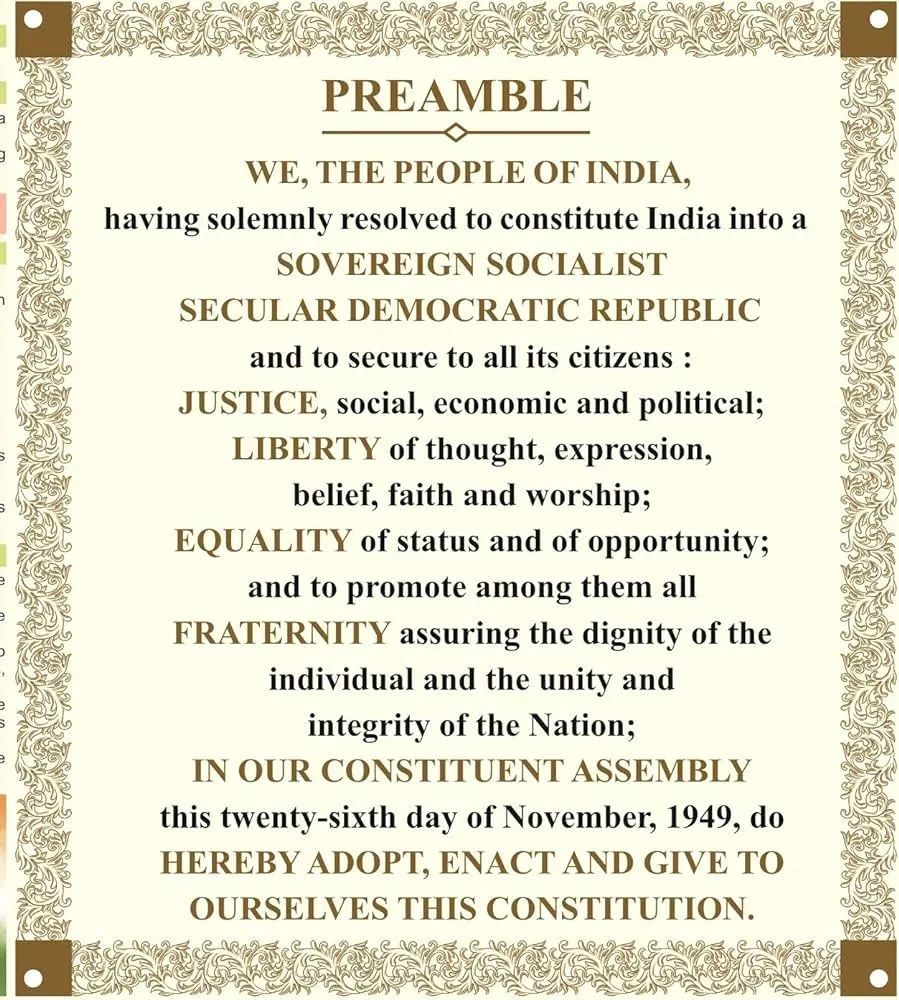 PREAMBLE
WE, THE PEOPLE OF INDIA,
having solemnly resolved to constitute India into a
SOVEREIGN SOCIALIST
SECULAR DEMOCRATIC REPUBLIC
and to secure to all its citizens :
JUSTICE, social, economic and political;
LIBERTY of thought, expression,
belief, faith and worship;
EQUALITY of status and of opportunity;
and to promote among them all
FRATERNITY assuring the dignity of the
individual and the unity and
integrity of the Nation;
IN OUR CONSTITUENT ASSEMBLY
this twenty-sixth day of November, 1949, do
HEREBY ADOPT, ENACT AND GIVE TO
OURSELVES THIS CONSTITUTION.